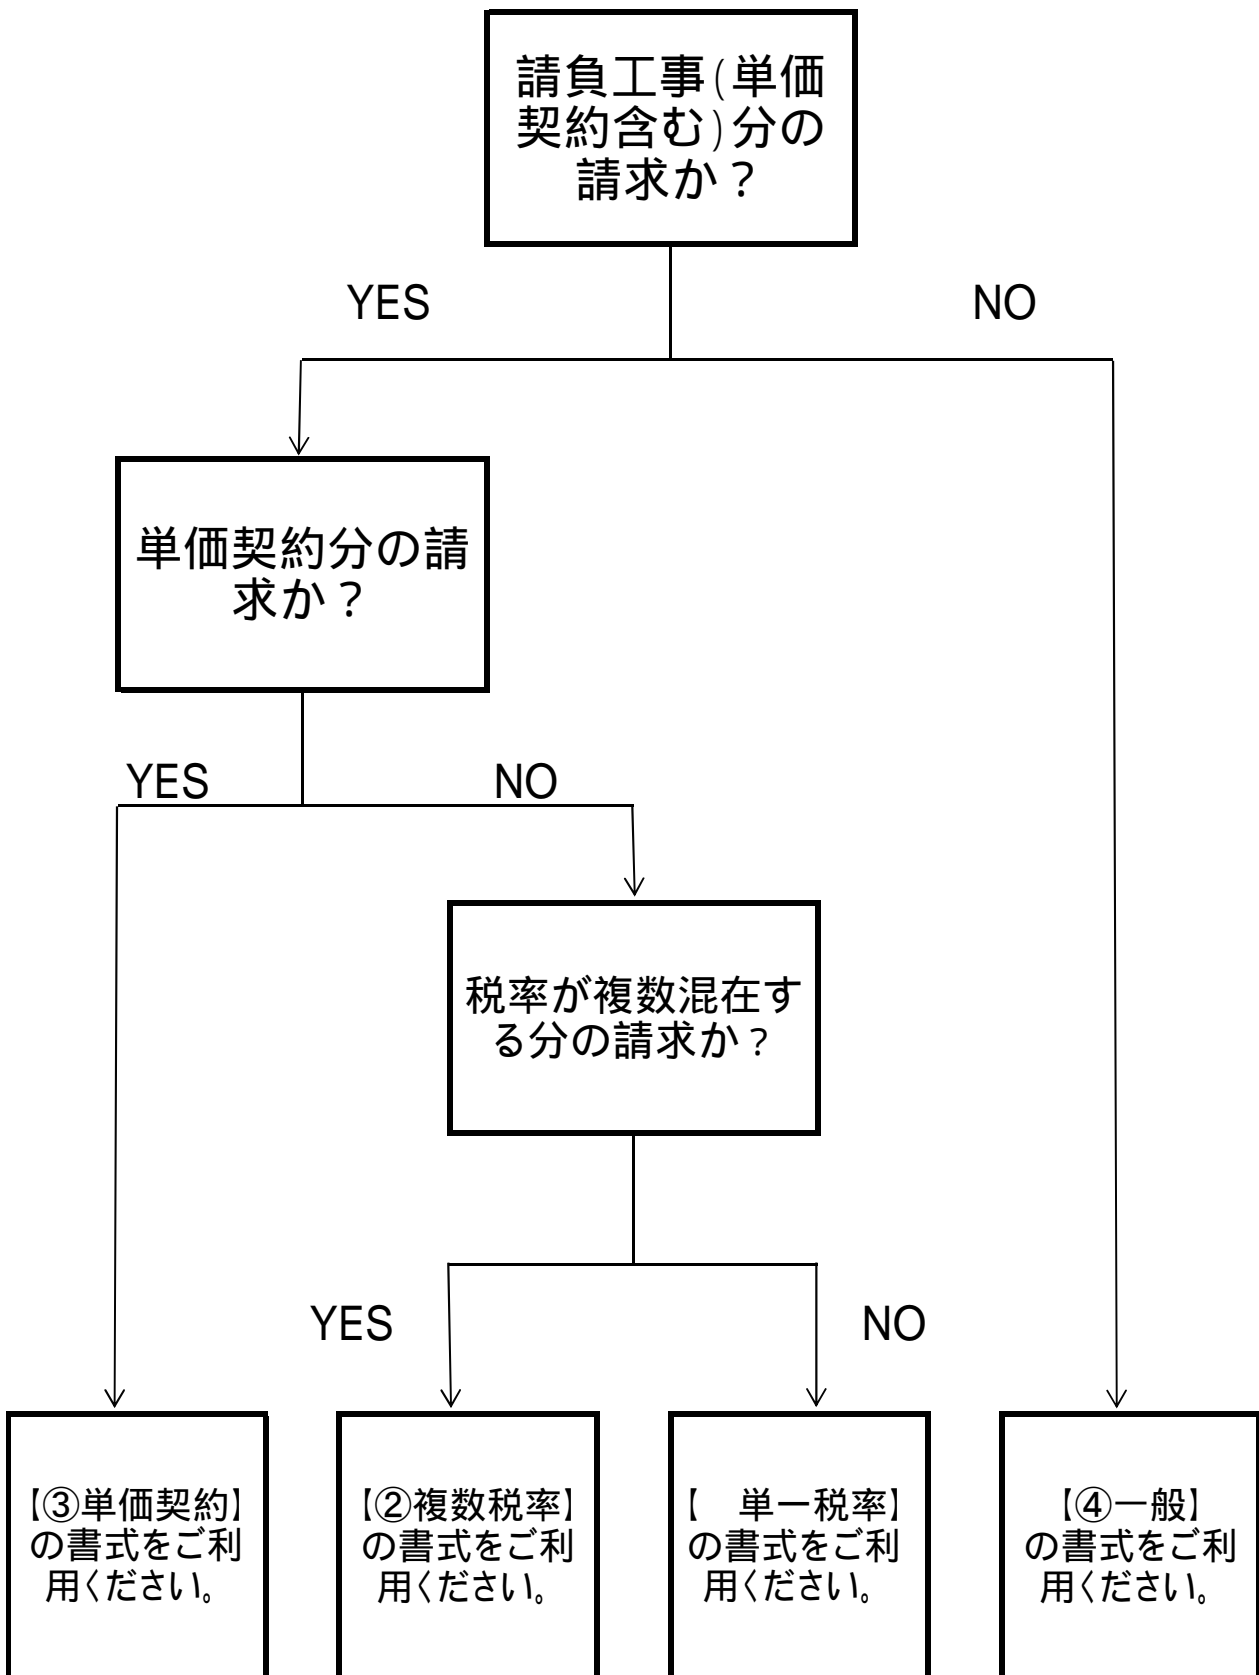 請負工事(単価
契約含む)分の
請求か？
YES
NO
単価契約分の請
求か？
YES
NO
税率が複数混在す
る分の請求か？
YES
NO
【③単価契約】
の書式をご利
用ください。
【②複数税率】
の書式をご利
用ください。
【　単一税率】
の書式をご利
用ください。
【④一般】
の書式をご利
用ください。